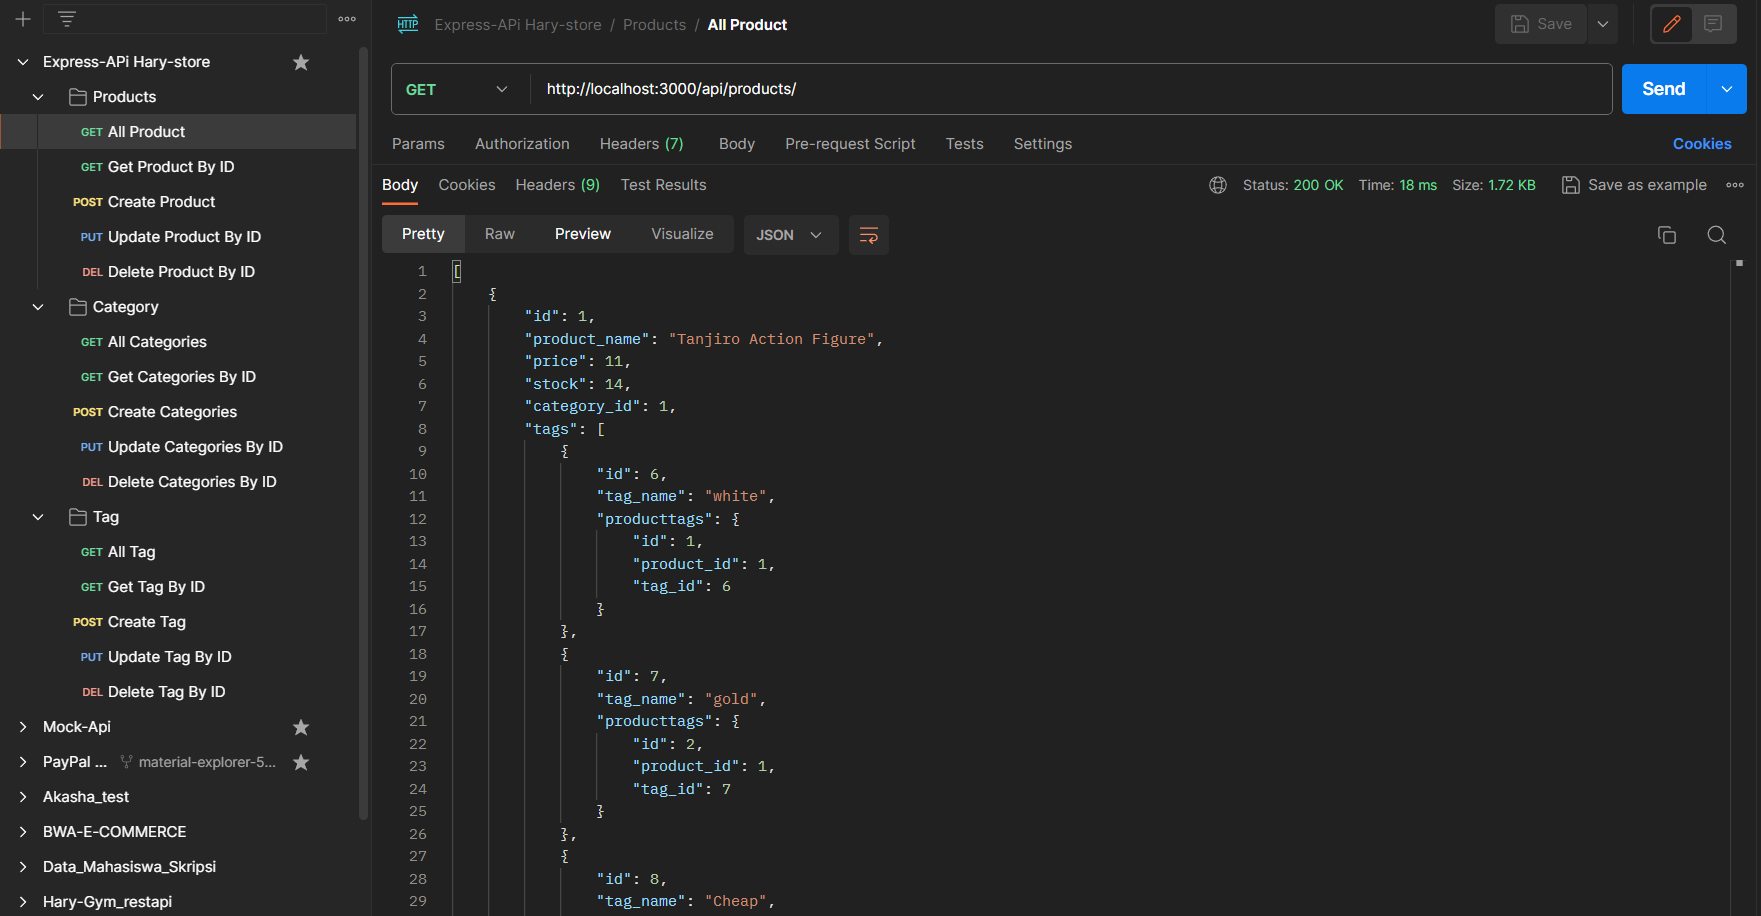 Express-APi Hary-store
Products
GET All Product
GET Get Product By ID
POST Create Product
PUT Update Product By ID
DEL Delete Product By ID
Category
GET All Categories
GET Get Categories By ID
POST Create Categories
PUT Update Categories By ID
DEL Delete Categories By ID
Tag
GET All Tag
GET Get Tag By ID
POST Create Tag
PUT Update Tag By ID
DEL Delete Tag By ID
Mock-Api
PayPal ... material-explorer-5...
Akasha_test
BWA-E-COMMERCE
Data_Mahasiswa_Skripsi
Hary-Gym_restapi
HTTP Express-APi Hary-store / Products / All Product Save
GET http://localhost:3000/api/products/ Send
Params Authorization Headers (7) Body Pre-request Script Tests Settings Cookies
Body Cookies Headers (9) Test Results Status: 200 OK Time: 18 ms Size: 1.72 KB Save as example
Pretty Raw Preview Visualize JSON
1 [
2 {
3 "id": 1,
4 "product_name": "Tanjiro Action Figure",
5 "price": 11,
6 "stock": 14,
7 "category_id": 1,
8 "tags": [
9 {
10 "id": 6,
11 "tag_name": "white",
12 "producttags": {
13 "id": 1,
14 "product_id": 1,
15 "tag_id": 6
16 }
17 },
18 {
19 "id": 7,
20 "tag_name": "gold",
21 "producttags": {
22 "id": 2,
23 "product_id": 1,
24 "tag_id": 7
25 }
26 },
27 {
28 "id": 8,
29 "tag_name": "Cheap",